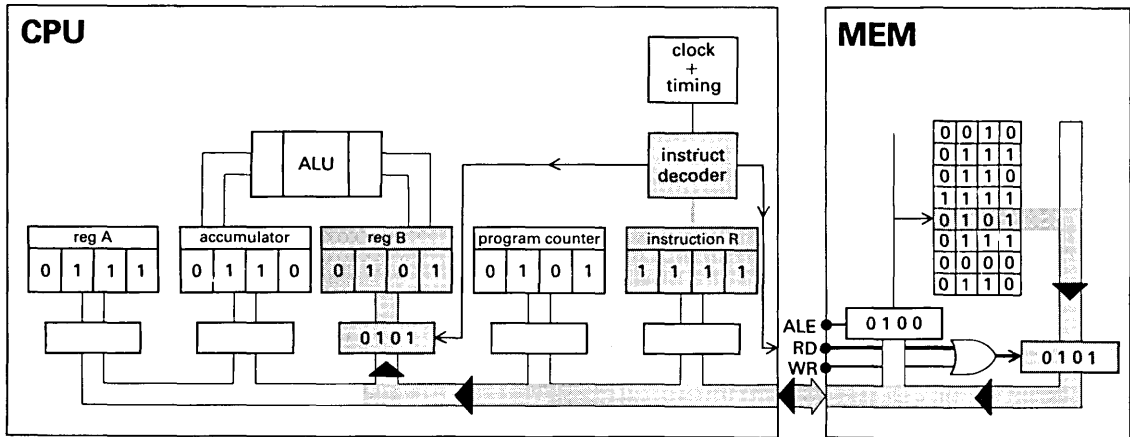 CPU
MEM
clock
+
timing
ALU
instruct
decoder
reg A
accumulator
reg B
program counter
instruction R
0 1 1 1
0 1 1 0
0 1 0 1
0 1 0 1
1 1 1 1
0 1 0 1
0 0 1 0
0 1 1 1
0 1 1 0
1 1 1 1
0 1 0 1
0 1 1 1
0 0 0 0
0 1 1 0
ALE
RD
WR
0 1 0 0
0 1 0 1